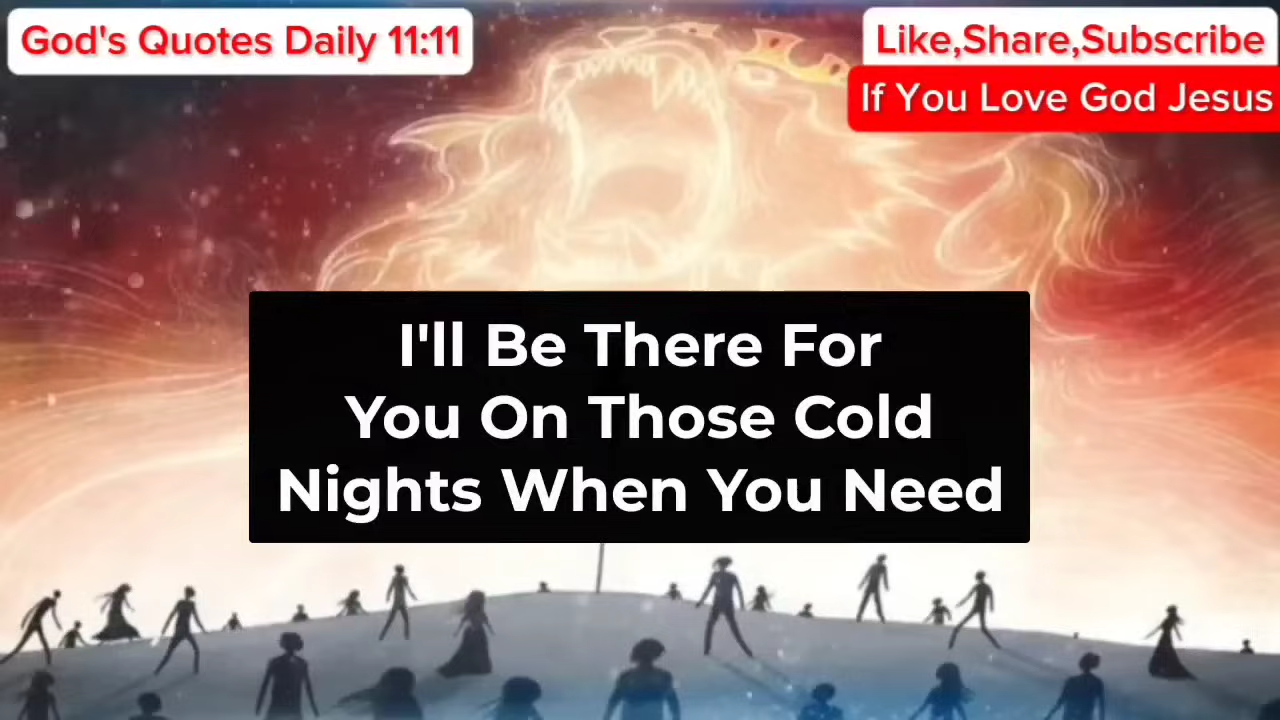 God's Quotes Daily 11:11
Like,Share,Subscribe
If You Love God Jesus
I'll Be There For
You On Those Cold
Nights When You Need